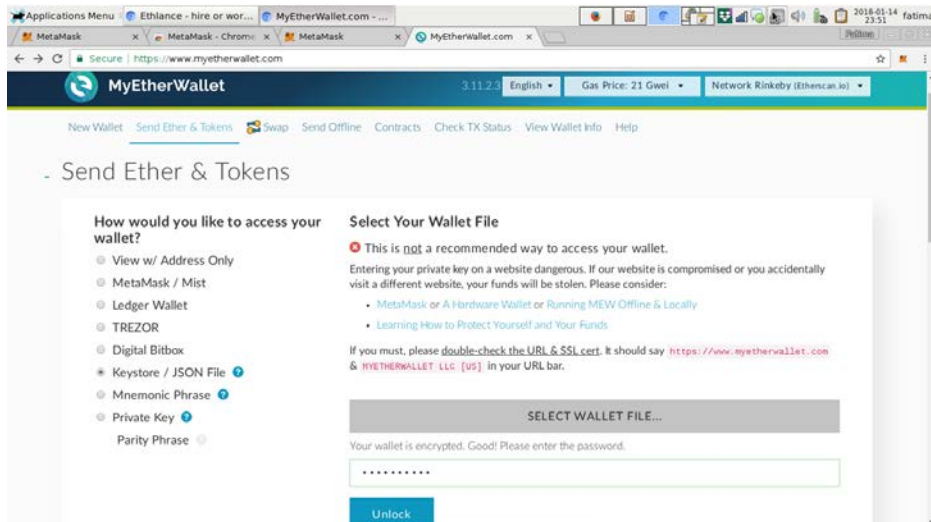 Applications Menu Ethlance - hire or wor... MyEtherWallet.com - ... 2018-01-14 23:51 fatima
MetaMask MetaMask - Chrome MetaMask MyEtherWallet.com
Secure https://www.myetherwallet.com
MyEtherWallet 3.11.2.3 English Gas Price: 21 Gwei Network Rinkeby (Etherscan.io)
New Wallet Send Ether & Tokens Swap Send Offline Contracts Check TX Status View Wallet Info Help
- Send Ether & Tokens
How would you like to access your
wallet?
View w/ Address Only
MetaMask / Mist
Ledger Wallet
TREZOR
Digital Bitbox
Keystore / JSON File ?
Mnemonic Phrase ?
Private Key ?
Parity Phrase
Select Your Wallet File
This is not a recommended way to access your wallet.
Entering your private key on a website dangerous. If our website is compromised or you accidentally
visit a different website, your funds will be stolen. Please consider:
• MetaMask or A Hardware Wallet or Running MEW Offline & Locally
• Learning How to Protect Yourself and Your Funds
If you must, please double-check the URL & SSL cert. It should say https://www.myetherwallet.com
& MYETHERWALLET LLC [US] in your URL bar.
SELECT WALLET FILE...
Your wallet is encrypted. Good! Please enter the password.
••••••••••
Unlock